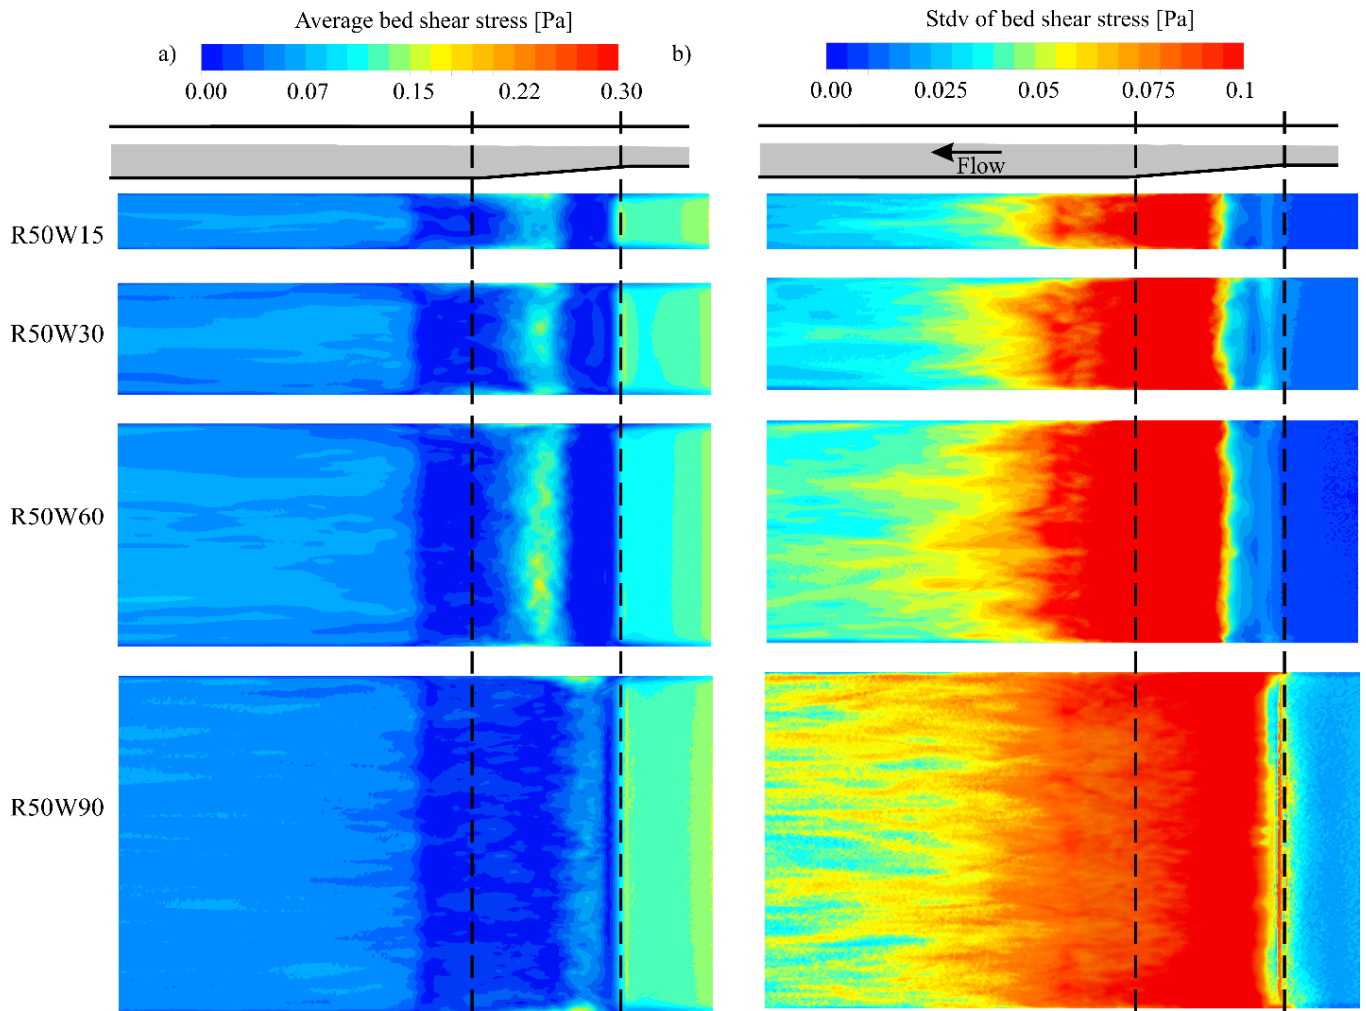 Average bed shear stress [Pa]
Stdv of bed shear stress [Pa]
a)
b)
0.00 0.07 0.15 0.22 0.30
0.00 0.025 0.05 0.075 0.1
Flow
R50W15
R50W30
R50W60
R50W90